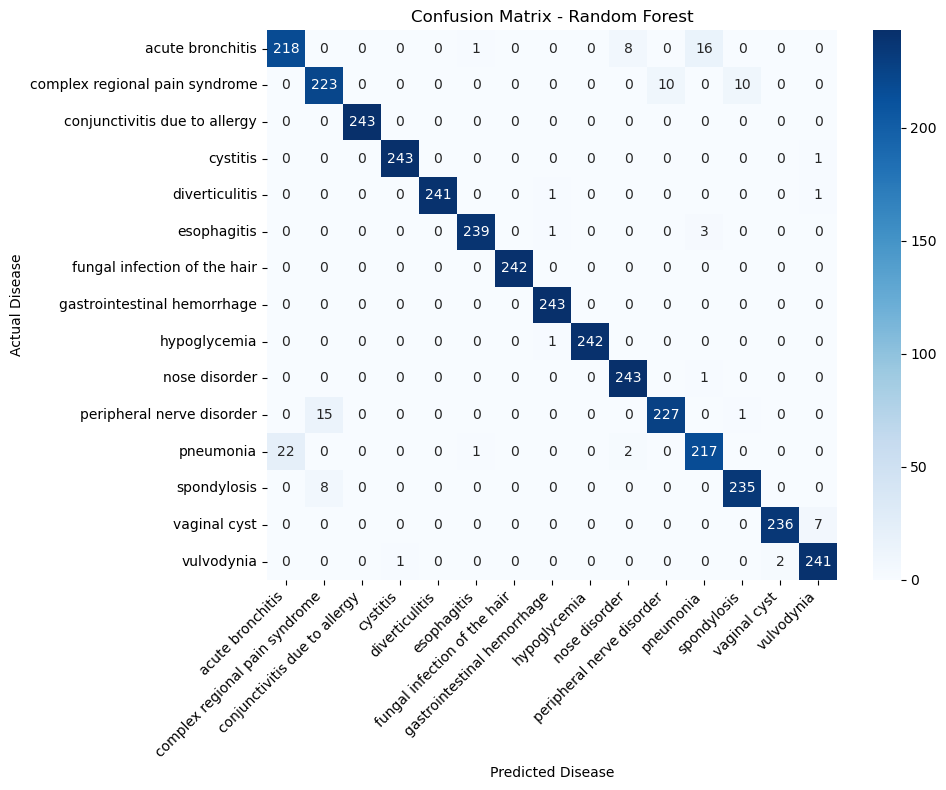 Confusion Matrix - Random Forest
Actual Disease
acute bronchitis 218 0 0 0 0 1 0 0 0 8 0 16 0 0 0
complex regional pain syndrome 0 223 0 0 0 0 0 0 0 0 10 0 10 0 0
conjunctivitis due to allergy 0 0 243 0 0 0 0 0 0 0 0 0 0 0 0
cystitis 0 0 0 243 0 0 0 0 0 0 0 0 0 0 1
diverticulitis 0 0 0 0 241 0 0 1 0 0 0 0 0 0 1
esophagitis 0 0 0 0 0 239 0 1 0 0 0 3 0 0 0
fungal infection of the hair 0 0 0 0 0 0 242 0 0 0 0 0 0 0 0
gastrointestinal hemorrhage 0 0 0 0 0 0 0 243 0 0 0 0 0 0 0
hypoglycemia 0 0 0 0 0 0 0 1 242 0 0 0 0 0 0
nose disorder 0 0 0 0 0 0 0 0 0 243 0 1 0 0 0
peripheral nerve disorder 0 15 0 0 0 0 0 0 0 0 227 0 1 0 0
pneumonia 22 0 0 0 0 1 0 0 0 2 0 217 0 0 0
spondylosis 0 8 0 0 0 0 0 0 0 0 0 0 235 0 0
vaginal cyst 0 0 0 0 0 0 0 0 0 0 0 0 0 236 7
vulvodynia 0 0 0 1 0 0 0 0 0 0 0 0 0 2 241
acute bronchitis
complex regional pain syndrome
conjunctivitis due to allergy
cystitis
diverticulitis
esophagitis
fungal infection of the hair
gastrointestinal hemorrhage
hypoglycemia
nose disorder
peripheral nerve disorder
pneumonia
spondylosis
vaginal cyst
vulvodynia
Predicted Disease
200
150
100
50
0